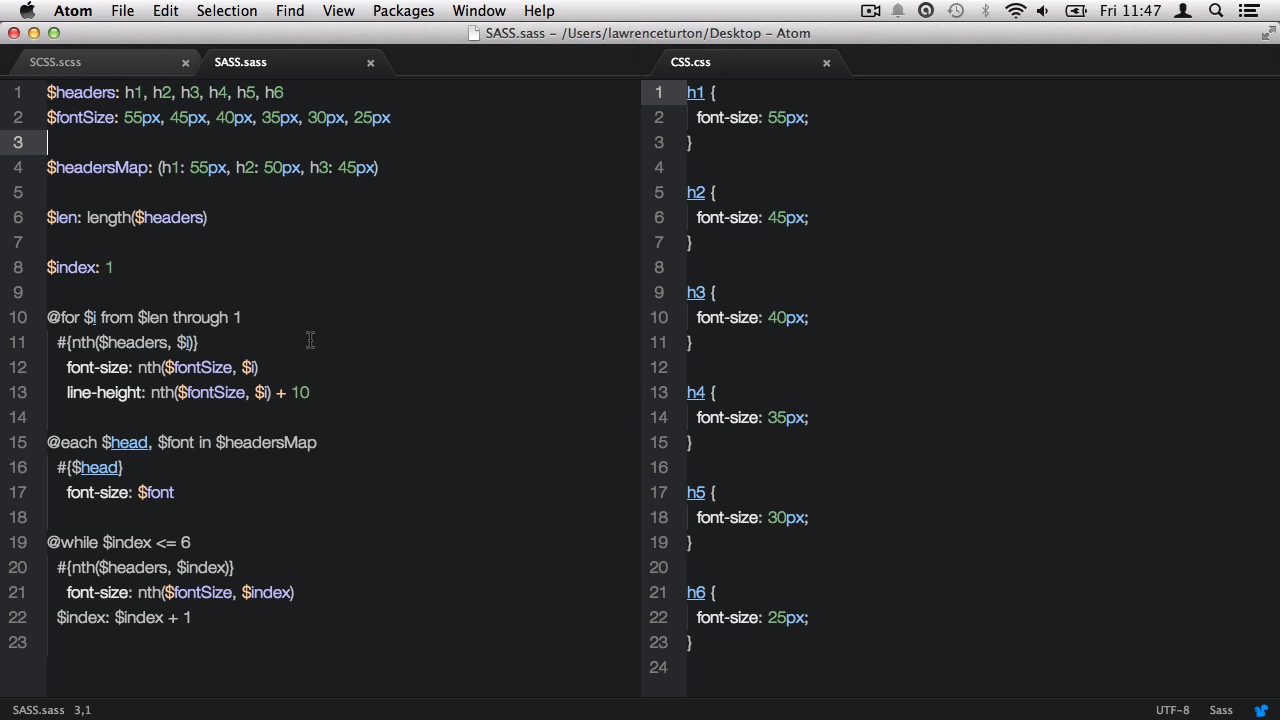 Atom File Edit Selection Find View Packages Window Help Fri 11:47
SASS.sass – /Users/lawrenceturton/Desktop – Atom
SCSS.scss SASS.sass CSS.css
1 $headers: h1, h2, h3, h4, h5, h6
2 $fontSize: 55px, 45px, 40px, 35px, 30px, 25px
3
4 $headersMap: (h1: 55px, h2: 50px, h3: 45px)
5
6 $len: length($headers)
7
8 $index: 1
9
10 @for $i from $len through 1
11 #{nth($headers, $i)}
12 font-size: nth($fontSize, $i)
13 line-height: nth($fontSize, $i) + 10
14
15 @each $head, $font in $headersMap
16 #{$head}
17 font-size: $font
18
19 @while $index <= 6
20 #{nth($headers, $index)}
21 font-size: nth($fontSize, $index)
22 $index: $index + 1
23
1 h1 {
2 font-size: 55px;
3 }
4
5 h2 {
6 font-size: 45px;
7 }
8
9 h3 {
10 font-size: 40px;
11 }
12
13 h4 {
14 font-size: 35px;
15 }
16
17 h5 {
18 font-size: 30px;
19 }
20
21 h6 {
22 font-size: 25px;
23 }
24
SASS.sass 3,1 UTF-8 Sass